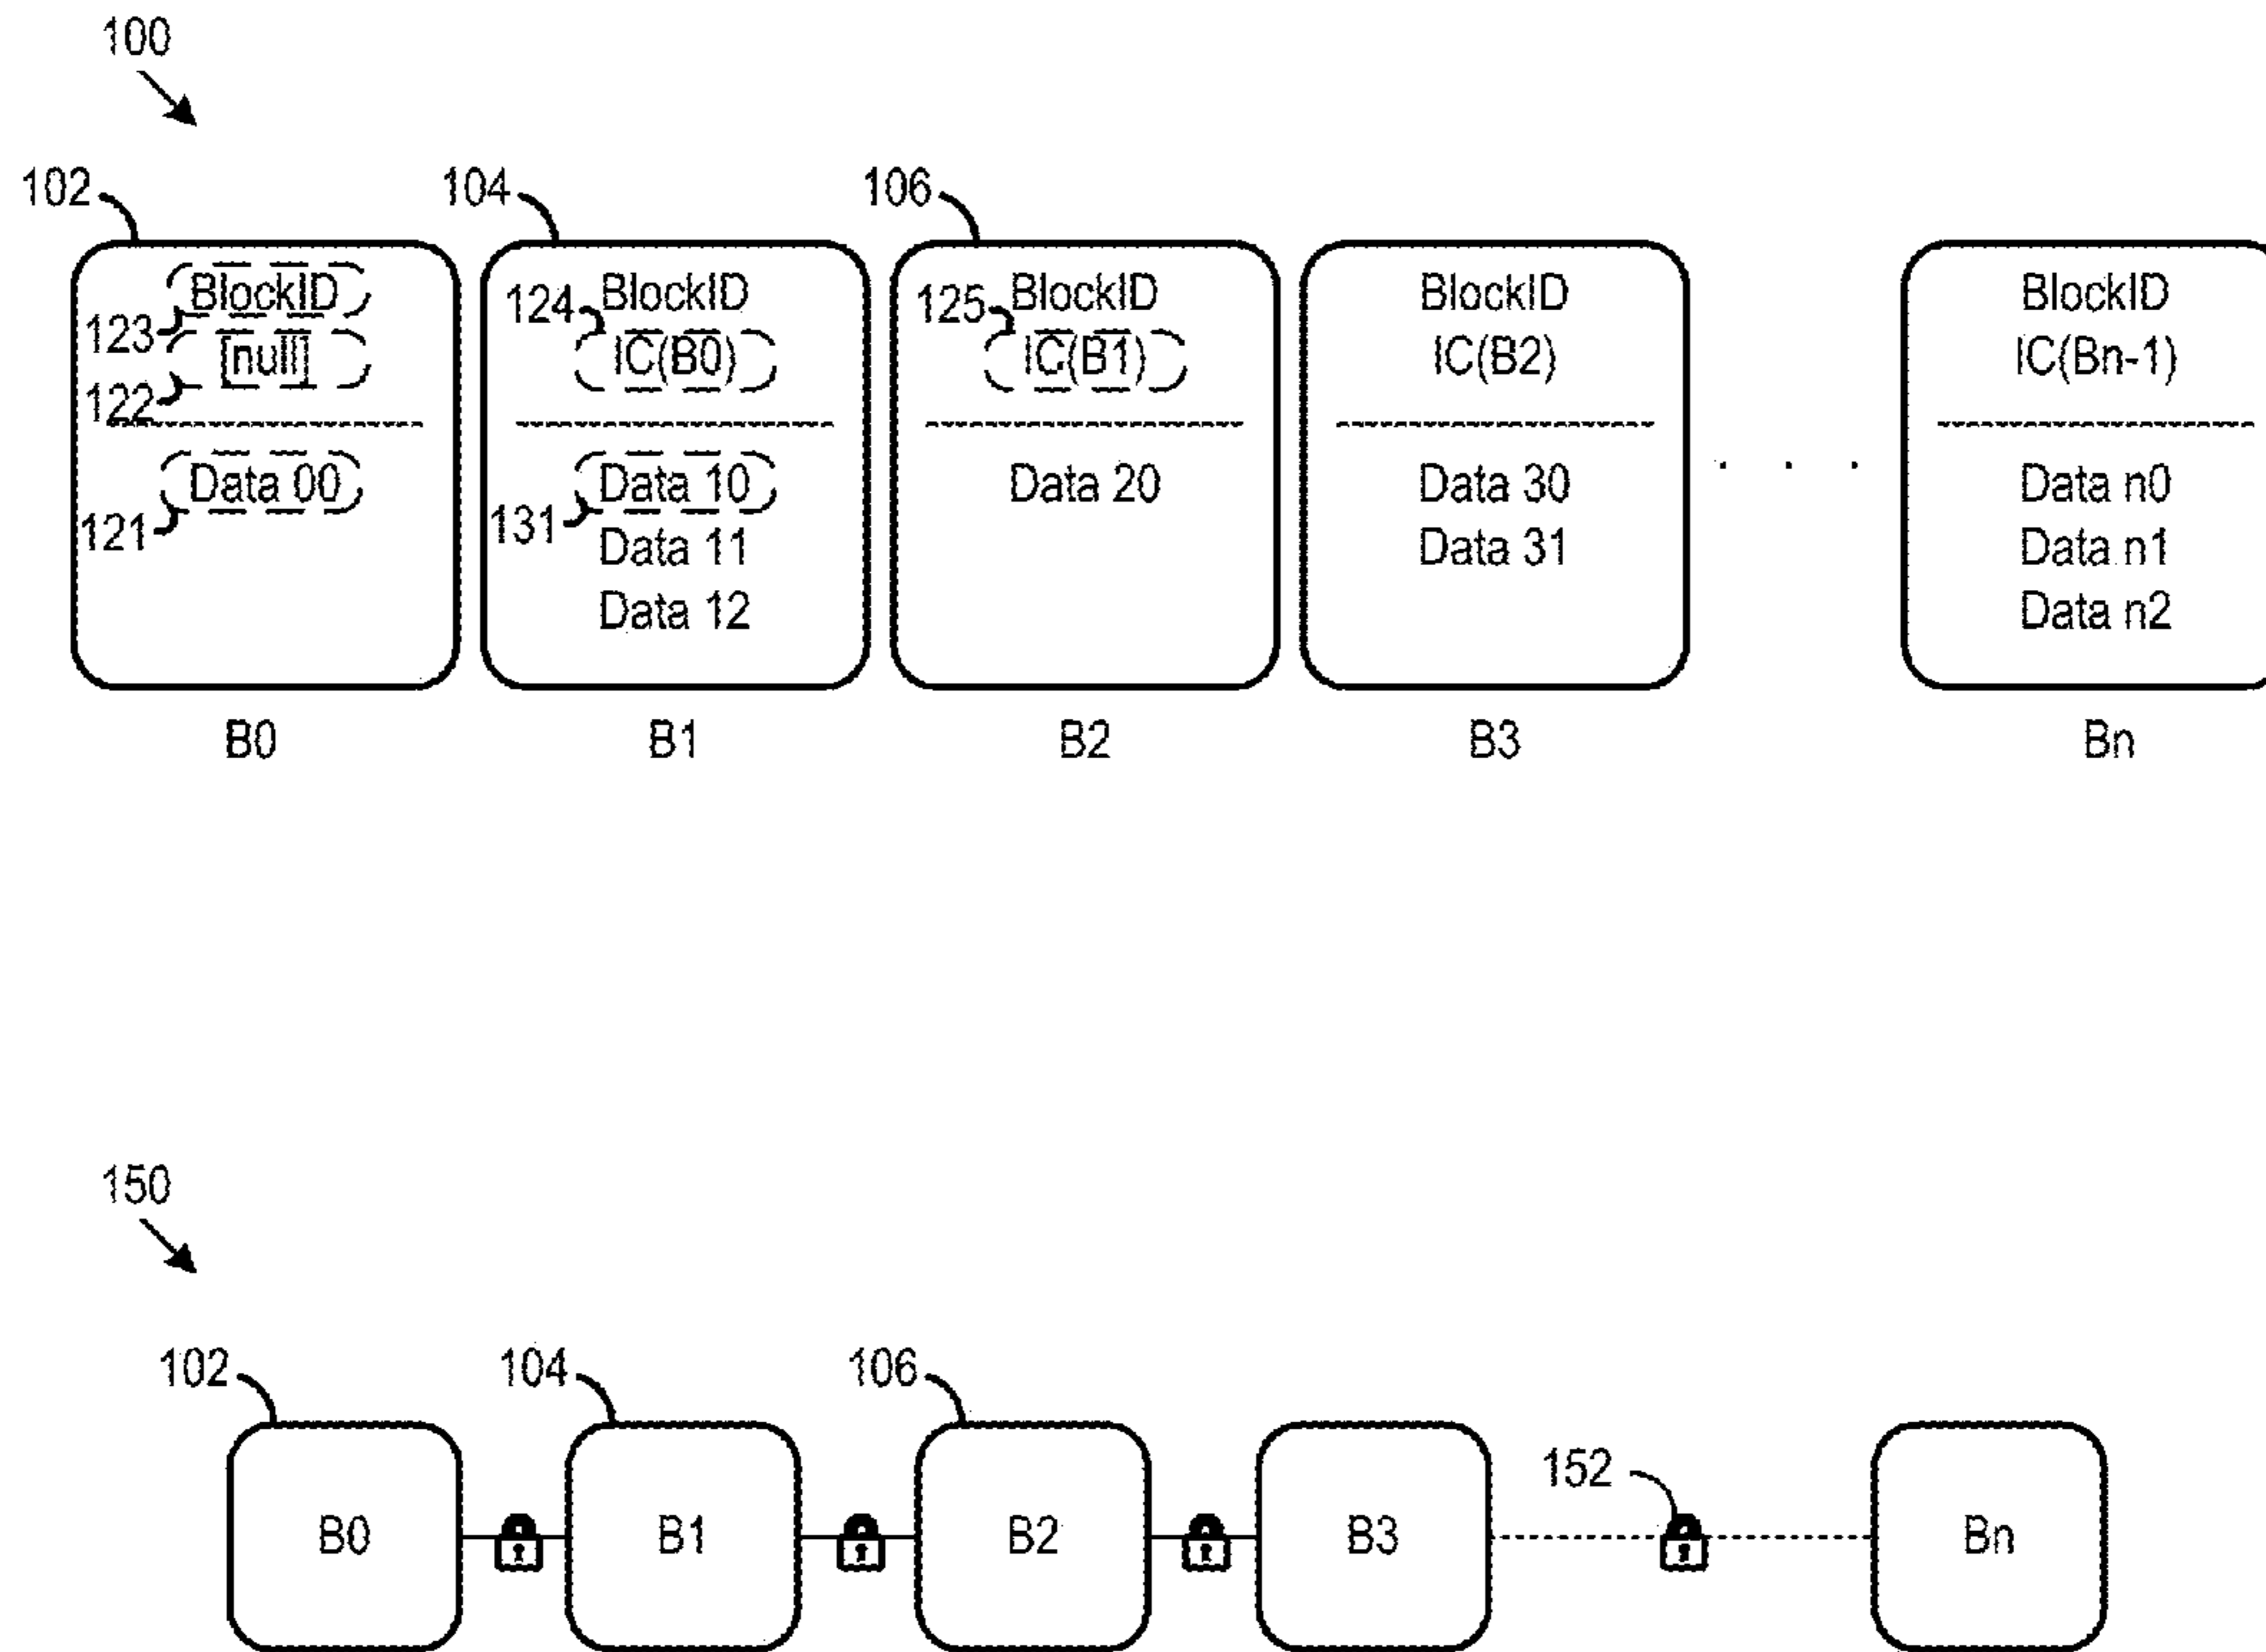 100
102
104
106
BlockID
124 BlockID
125 BlockID
BlockID
BlockID
123
[null]
IC(B0)
IC(B1)
IC(B2)
IC(Bn-1)
122
Data 00
Data 10
Data 20
Data 30
. . .
Data n0
121
131
Data 11
Data 31
Data n1
Data 12
Data n2
B0
B1
B2
B3
Bn
150
102
104
106
152
B0
B1
B2
B3
Bn